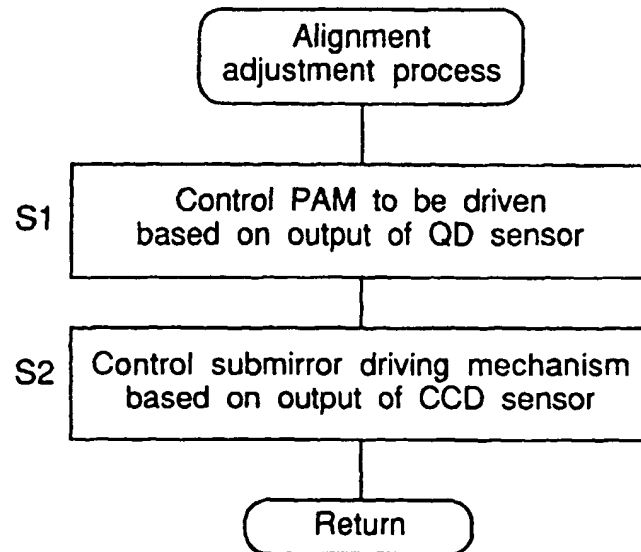 Alignment
adjustment process
S1
Control PAM to be driven
based on output of QD sensor
S2
Control submirror driving mechanism
based on output of CCD sensor
Return